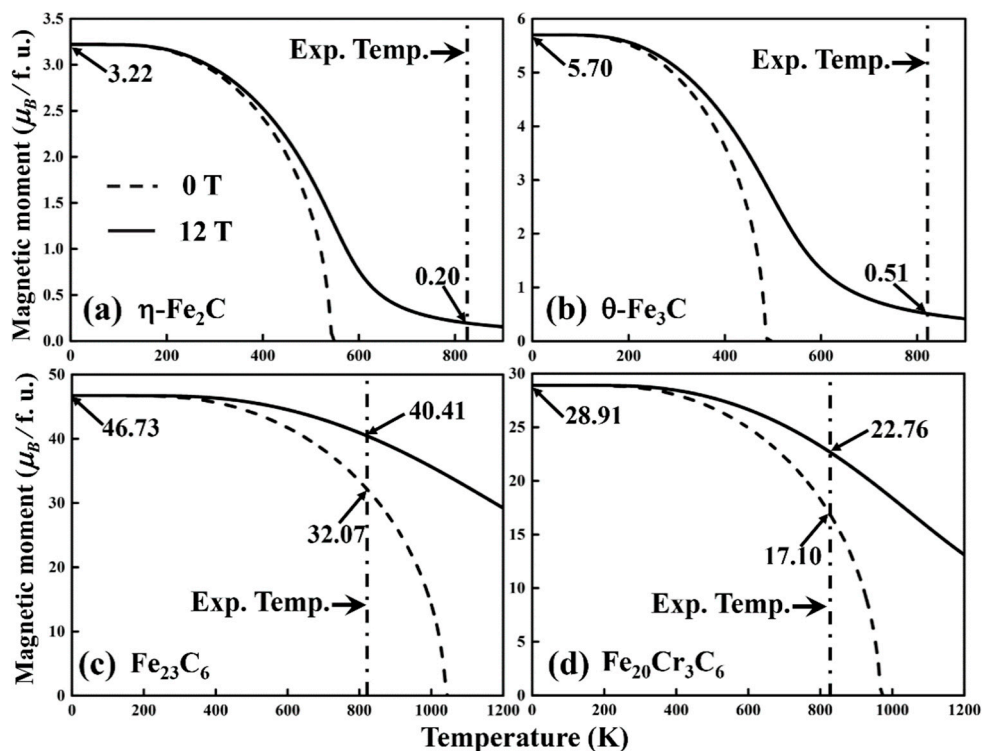 3.5
3.0
2.5
2.0
1.5
1.0
0.5
0.0
Magnetic moment (μB / f. u.)
3.22
Exp. Temp.
0 T
12 T
0.20
(a) η-Fe2C
0 200 400 600 800
7
6
5
4
3
2
1
0
5.70
Exp. Temp.
0.51
(b) θ-Fe3C
0 200 400 600 800
50
40
30
20
10
0
Magnetic moment (μB / f. u.)
46.73
40.41
32.07
Exp. Temp.
(c) Fe23C6
0 200 400 600 800 1000 1200
30
25
20
15
10
5
0
28.91
22.76
17.10
Exp. Temp.
(d) Fe20Cr3C6
0 200 400 600 800 1000 1200
Temperature (K)